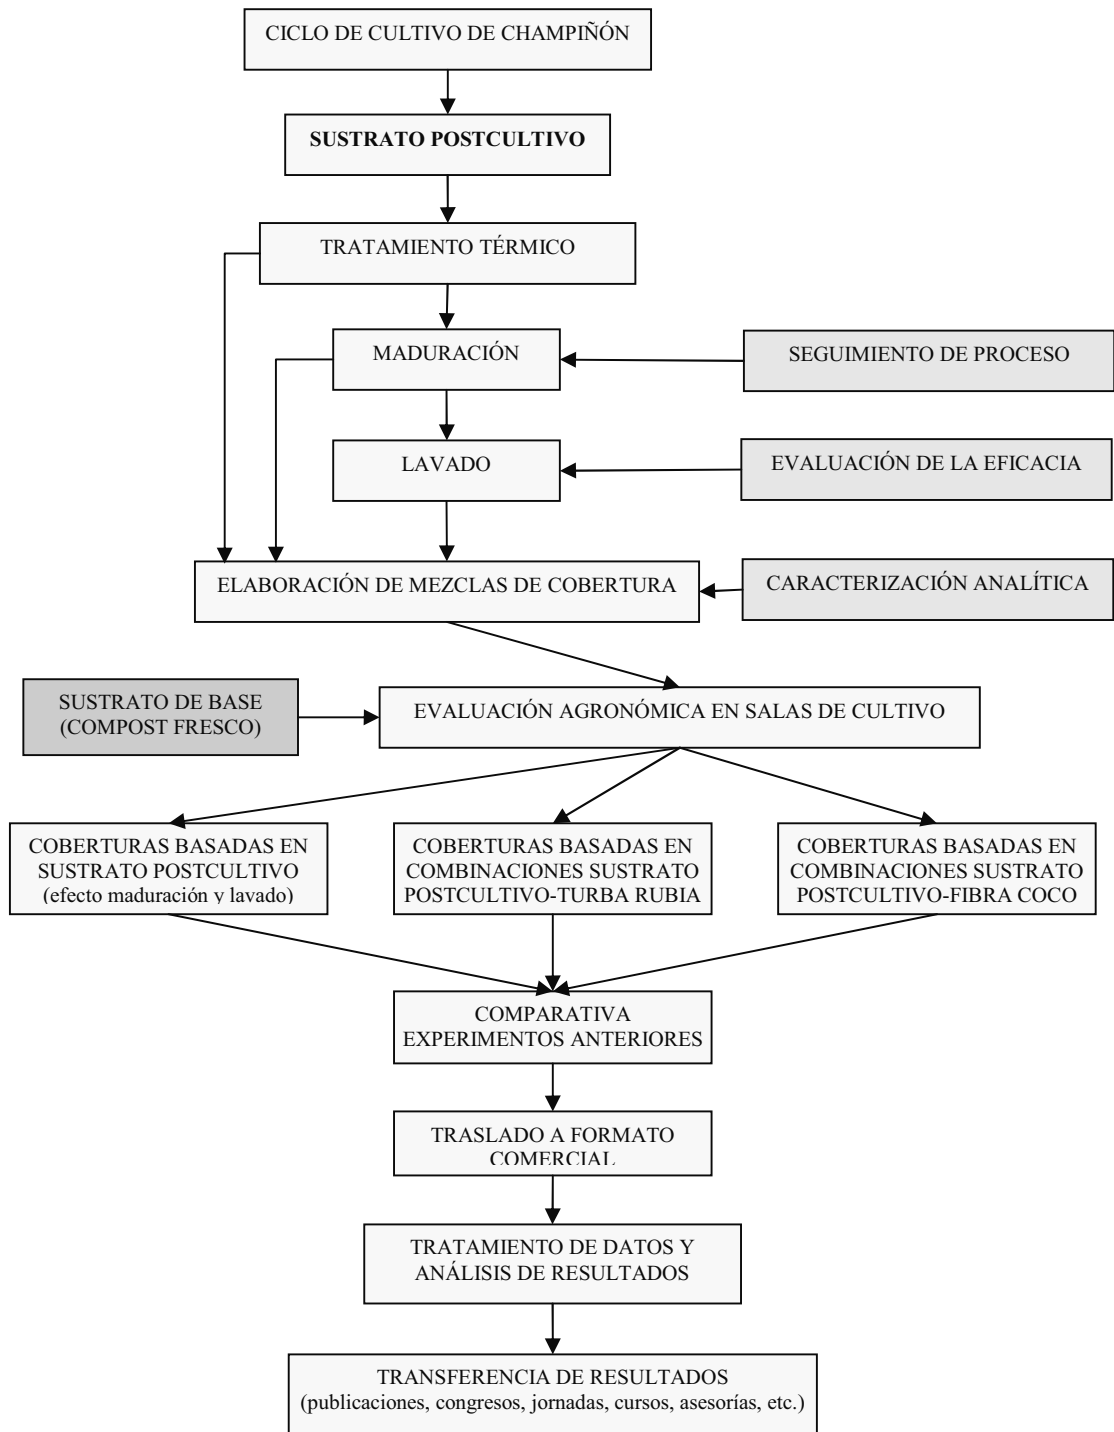 CICLO DE CULTIVO DE CHAMPIÑÓN
SUSTRATO POSTCULTIVO
TRATAMIENTO TÉRMICO
MADURACIÓN
SEGUIMIENTO DE PROCESO
LAVADO
EVALUACIÓN DE LA EFICACIA
ELABORACIÓN DE MEZCLAS DE COBERTURA
CARACTERIZACIÓN ANALÍTICA
SUSTRATO DE BASE
(COMPOST FRESCO)
EVALUACIÓN AGRONÓMICA EN SALAS DE CULTIVO
COBERTURAS BASADAS EN
SUSTRATO POSTCULTIVO
(efecto maduración y lavado)
COBERTURAS BASADAS EN
COMBINACIONES SUSTRATO
POSTCULTIVO-TURBA RUBIA
COBERTURAS BASADAS EN
COMBINACIONES SUSTRATO
POSTCULTIVO-FIBRA COCO
COMPARATIVA
EXPERIMENTOS ANTERIORES
TRASLADO A FORMATO
COMERCIAL
TRATAMIENTO DE DATOS Y
ANÁLISIS DE RESULTADOS
TRANSFERENCIA DE RESULTADOS
(publicaciones, congresos, jornadas, cursos, asesorías, etc.)